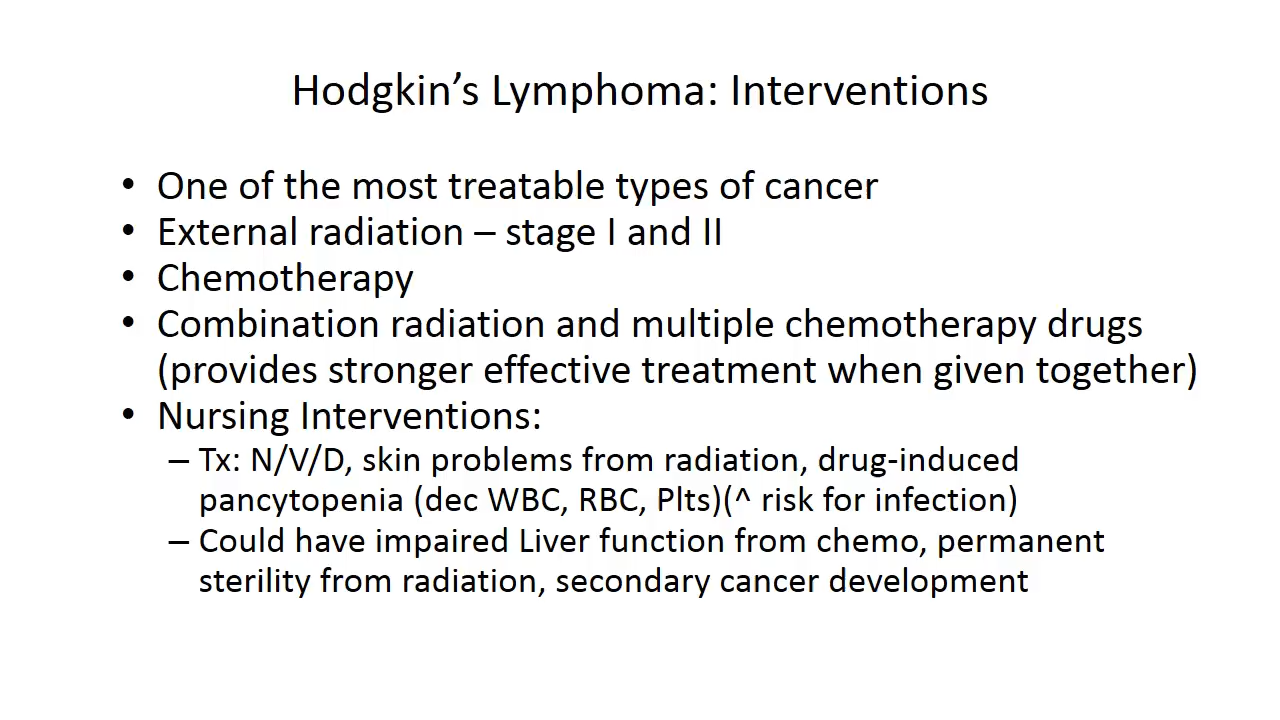 Hodgkin’s Lymphoma: Interventions
• One of the most treatable types of cancer
• External radiation – stage I and II
• Chemotherapy
• Combination radiation and multiple chemotherapy drugs
(provides stronger effective treatment when given together)
• Nursing Interventions:
– Tx: N/V/D, skin problems from radiation, drug-induced
pancytopenia (dec WBC, RBC, Plts)(^ risk for infection)
– Could have impaired Liver function from chemo, permanent
sterility from radiation, secondary cancer development